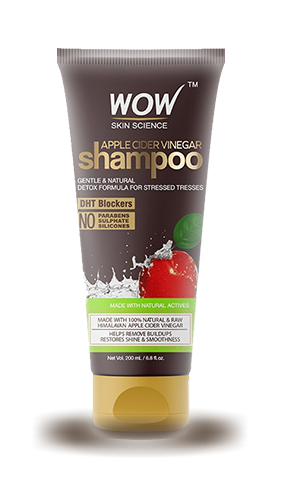 WOW™
SKIN SCIENCE
APPLE CIDER VINEGAR
shampoo
GENTLE & NATURAL
DETOX FORMULA FOR STRESSED TRESSES
DHT Blockers
NO PARABENS
SULPHATE
SILICONES
MADE WITH NATURAL ACTIVES
MADE WITH 100% NATURAL & RAW
HIMALAYAN APPLE CIDER VINEGAR
HELPS REMOVE BUILDUPS
RESTORES SHINE & SMOOTHNESS
Net Vol. 200 mL / 6.8 fl. oz.